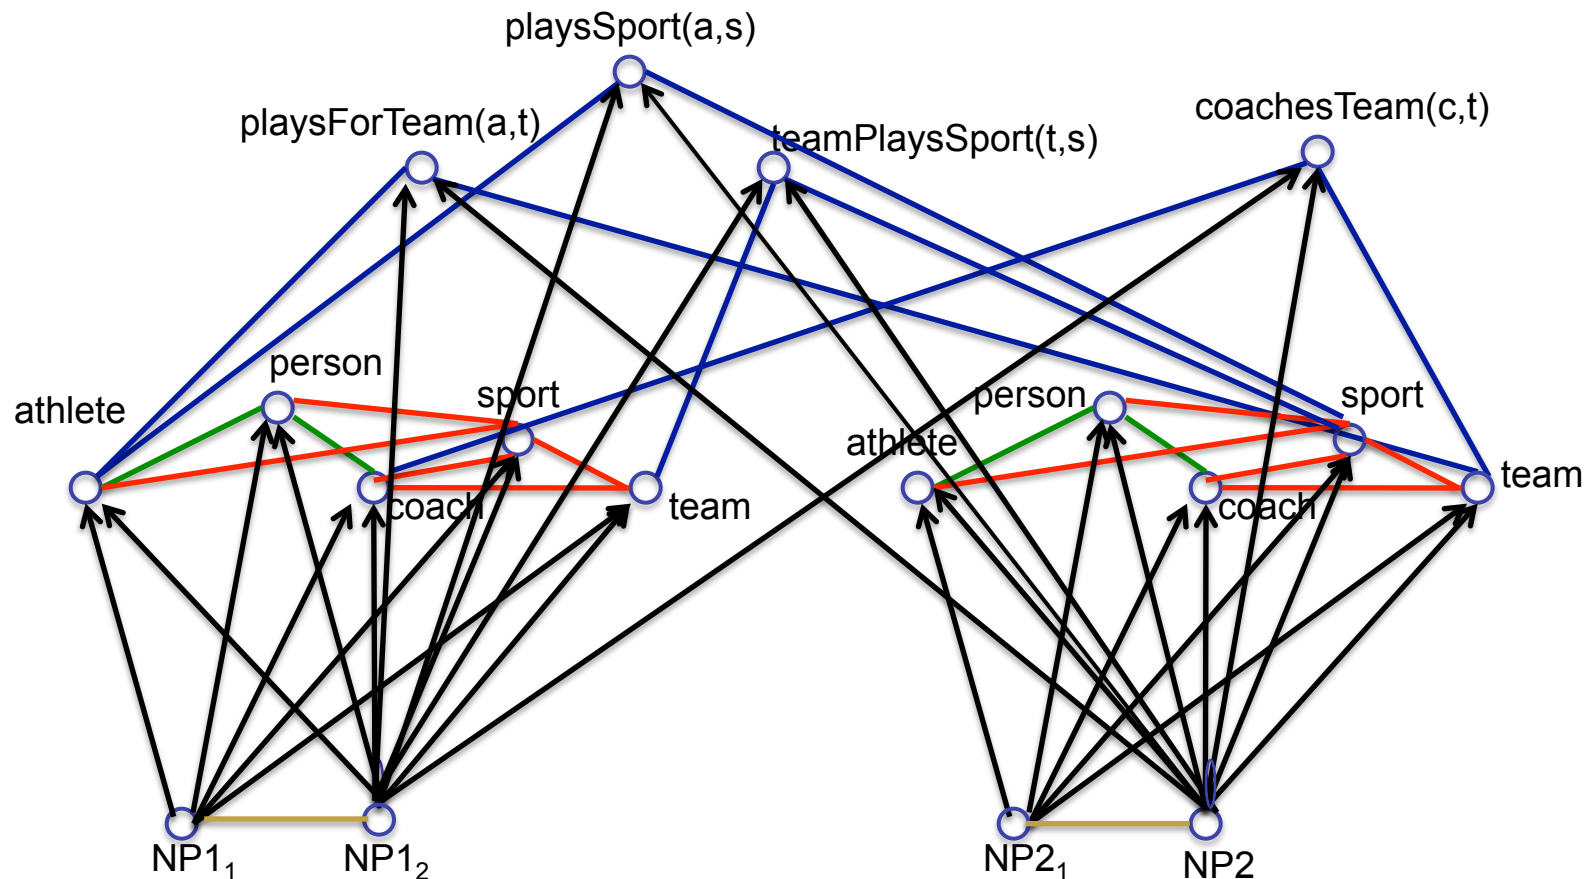 playsSport(a,s)
playsForTeam(a,t)
teamPlaysSport(t,s)
coachesTeam(c,t)
person
sport
athlete
coach
team
person
sport
athlete
coach
team
NP1₁
NP1₂
NP2₁
NP2